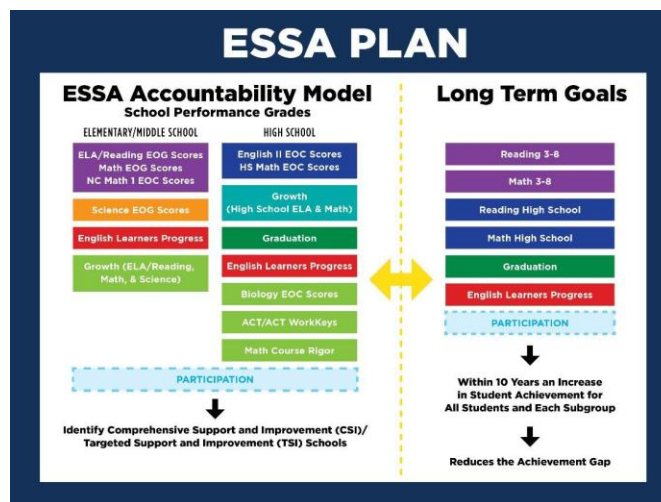 ESSA PLAN
ESSA Accountability Model
School Performance Grades
ELEMENTARY/MIDDLE SCHOOL
ELA/Reading EOG Scores
Math EOG Scores
NC Math 1 EOC Scores
Science EOG Scores
English Learners Progress
Growth (ELA/Reading,
Math, & Science)
HIGH SCHOOL
English II EOC Scores
HS Math EOC Scores
Growth
(High School ELA & Math)
Graduation
English Learners Progress
Biology EOC Scores
ACT/ACT WorkKeys
Math Course Rigor
PARTICIPATION
Identify Comprehensive Support and Improvement (CSI)/
Targeted Support and Improvement (TSI) Schools
Long Term Goals
Reading 3-8
Math 3-8
Reading High School
Math High School
Graduation
English Learners Progress
PARTICIPATION
Within 10 Years an Increase
in Student Achievement for
All Students and Each Subgroup
Reduces the Achievement Gap